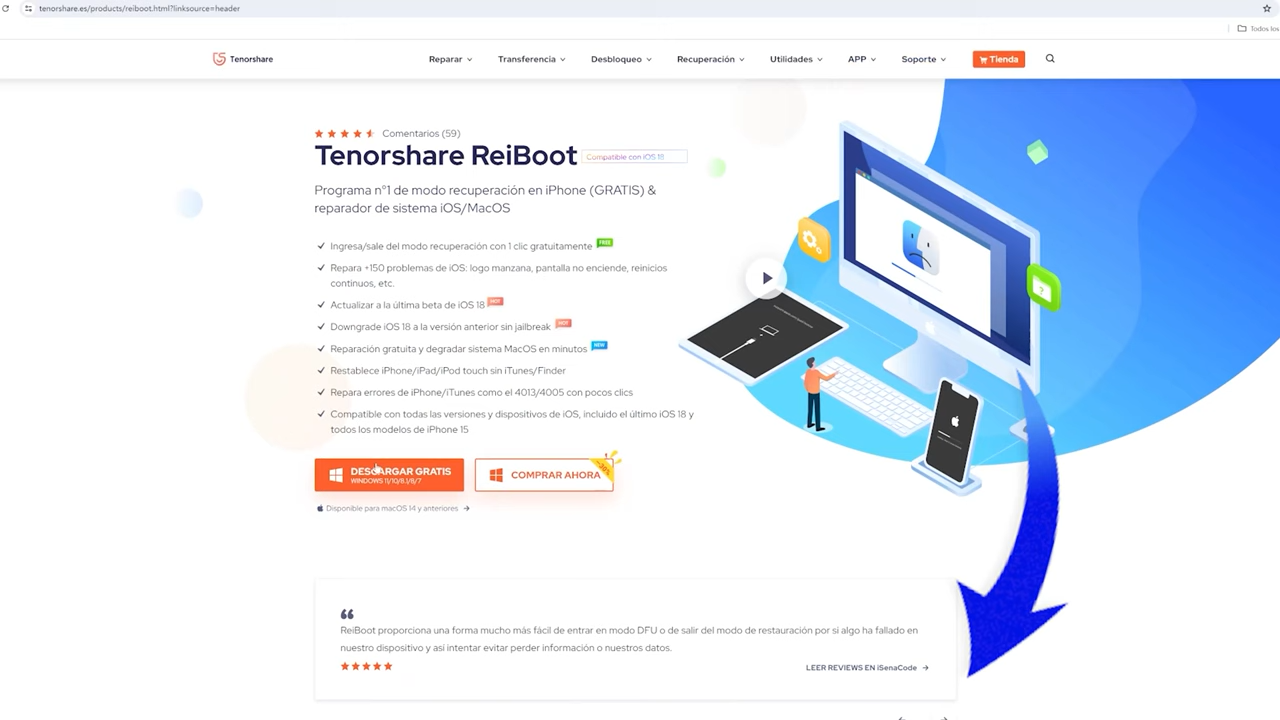 tenorshare.es/products/reiboot.html?linksource=header
Todos los
Tenorshare
Reparar
Transferencia
Desbloqueo
Recuperación
Utilidades
APP
Soporte
Tienda
Comentarios (59)
Tenorshare ReiBoot
Compatible con iOS 18
Programa n°1 de modo recuperación en iPhone (GRATIS) &
reparador de sistema iOS/MacOS
Ingresa/sale del modo recuperación con 1 clic gratuitamente FREE
Repara +150 problemas de iOS: logo manzana, pantalla no enciende, reinicios
continuos, etc.
Actualizar a la última beta de iOS 18 HOT
Downgrade iOS 18 a la versión anterior sin jailbreak HOT
Reparación gratuita y degradar sistema MacOS en minutos NEW
Restablece iPhone/iPad/iPod touch sin iTunes/Finder
Repara errores de iPhone/iTunes como el 4013/4005 con pocos clics
Compatible con todas las versiones y dispositivos de iOS, incluido el último iOS 18 y
todos los modelos de iPhone 15
DESCARGAR GRATIS
WINDOWS 11/10/8.1/8/7
COMPRAR AHORA
-30%
Disponible para macOS 14 y anteriores
ReiBoot proporciona una forma mucho más fácil de entrar en modo DFU o de salir del modo de restauración por si algo ha fallado en
nuestro dispositivo y asi intentar evitar perder información o nuestros datos.
LEER REVIEWS EN iSenaCode